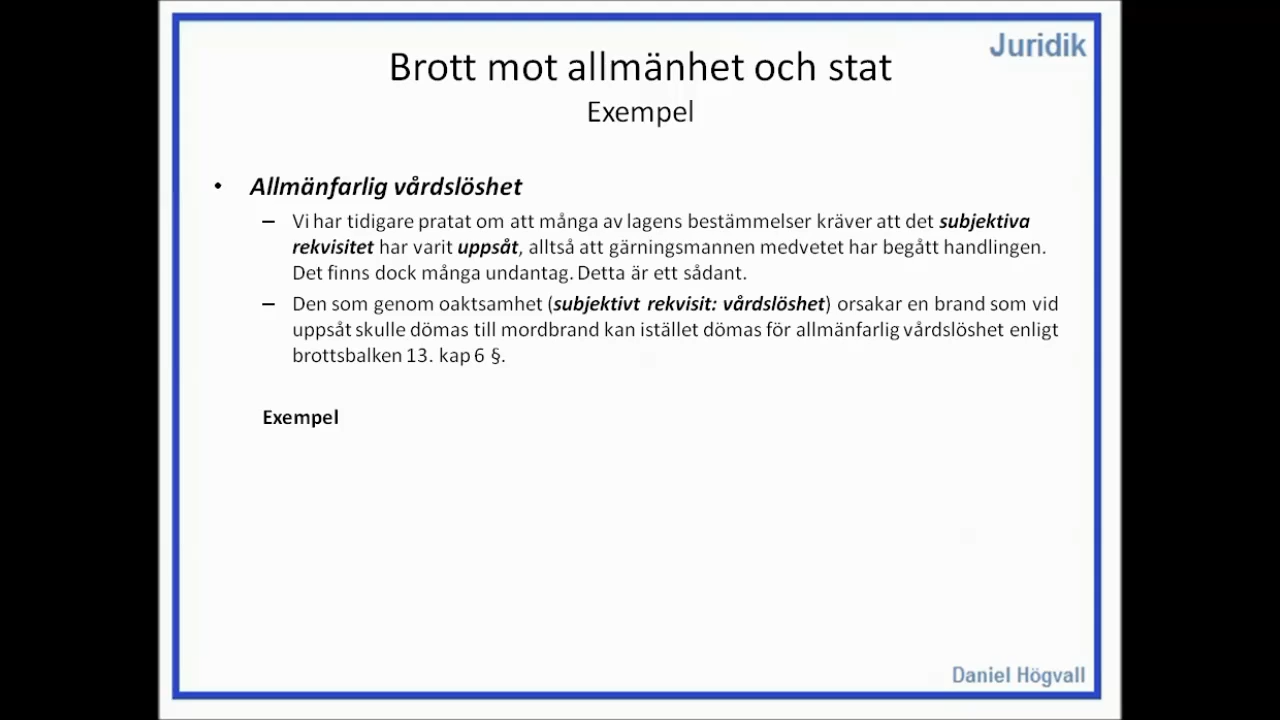 Juridik
Brott mot allmänhet och stat
Exempel
• Allmänfarlig vårdslöshet
– Vi har tidigare pratat om att många av lagens bestämmelser kräver att det subjektiva
rekvisitet har varit uppsåt, alltså att gärningsmannen medvetet har begått handlingen.
Det finns dock många undantag. Detta är ett sådant.
– Den som genom oaktsamhet (subjektivt rekvisit: vårdslöshet) orsakar en brand som vid
uppsåt skulle dömas till mordbrand kan istället dömas för allmänfarlig vårdslöshet enligt
brottsbalken 13. kap 6 §.
Exempel
Daniel Högvall